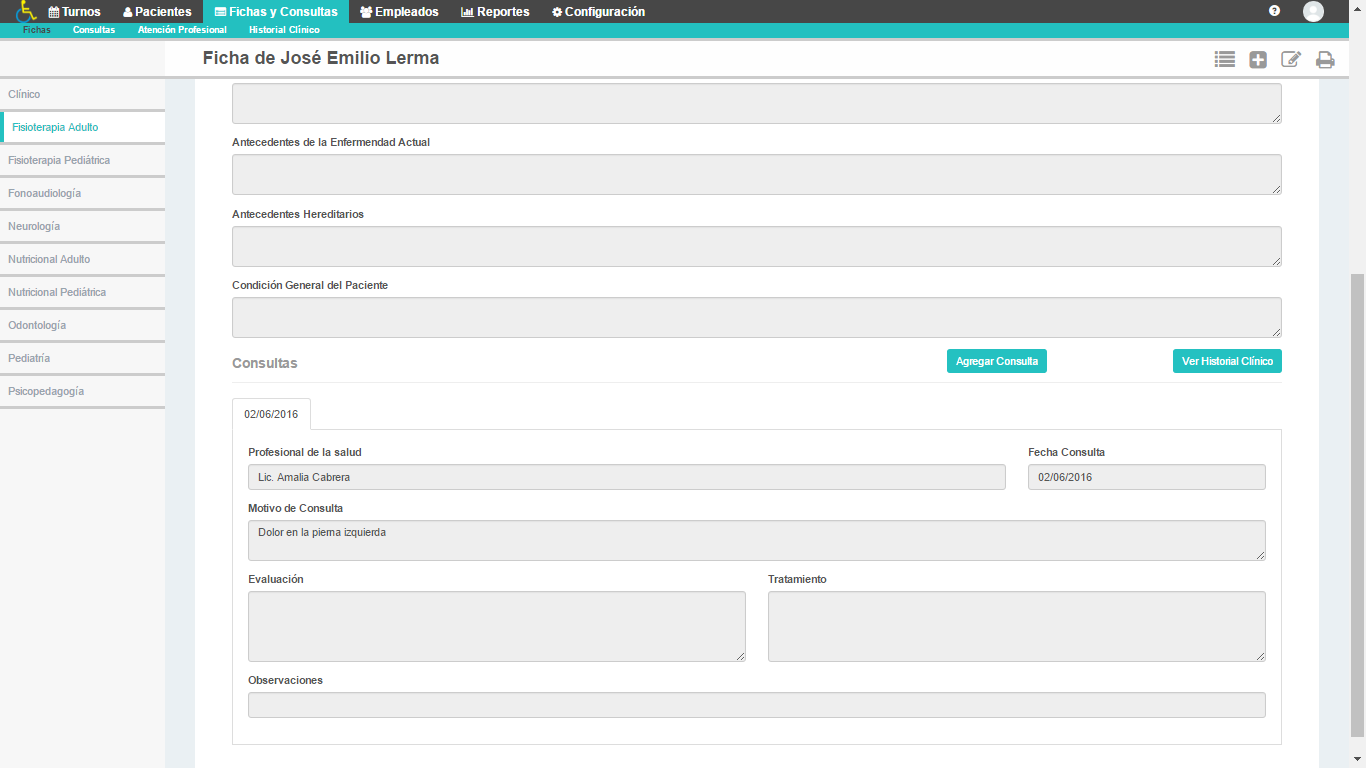 Turnos Pacientes Fichas y Consultas Empleados Reportes Configuración
Fichas Consultas Atención Profesional Historial Clínico
Ficha de José Emilio Lerma
Clínico
Fisioterapia Adulto
Fisioterapia Pediátrica
Fonoaudiología
Neurología
Nutricional Adulto
Nutricional Pediátrica
Odontología
Pediatría
Psicopedagogía
Antecedentes de la Enfermendad Actual
Antecedentes Hereditarios
Condición General del Paciente
Consultas Agregar Consulta Ver Historial Clínico
02/06/2016
Profesional de la salud Fecha Consulta
Lic. Amalia Cabrera 02/06/2016
Motivo de Consulta
Dolor en la pierna izquierda
Evaluación Tratamiento
Observaciones